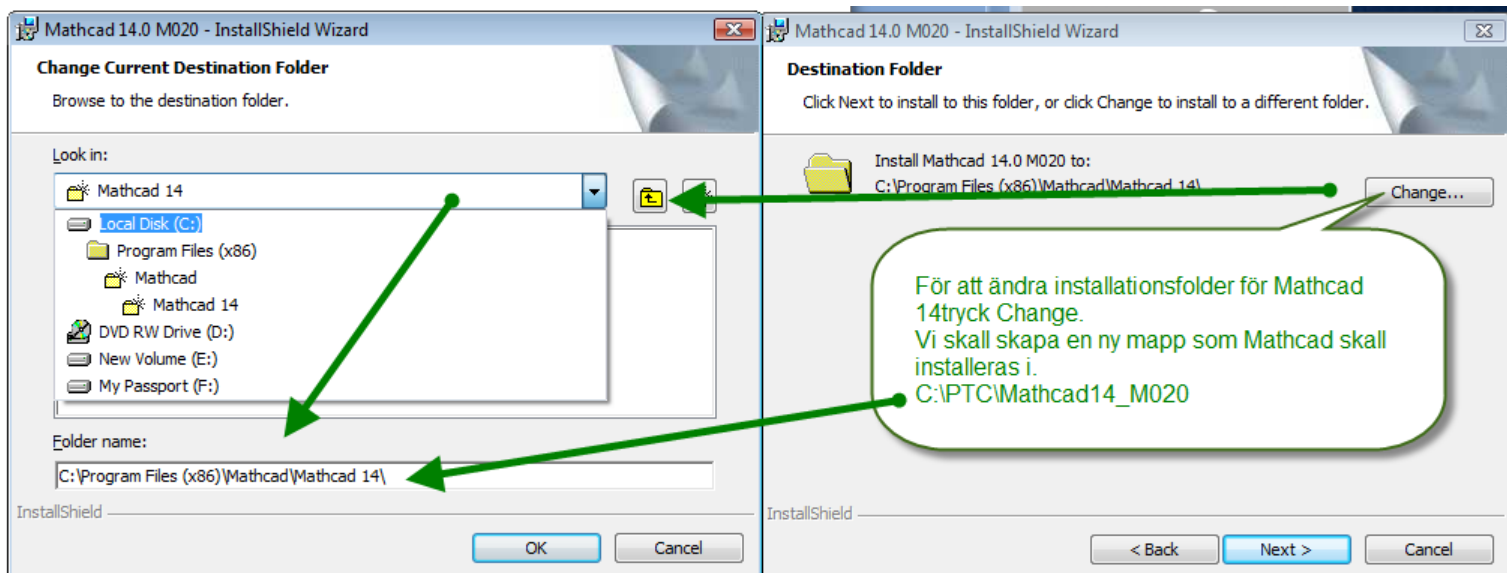 Mathcad 14.0 M020 - InstallShield Wizard
Change Current Destination Folder
Browse to the destination folder.
Look in:
Mathcad 14
Local Disk (C:)
Program Files (x86)
Mathcad
Mathcad 14
DVD RW Drive (D:)
New Volume (E:)
My Passport (F:)
Folder name:
C:\Program Files (x86)\Mathcad\Mathcad 14\
InstallShield
OK
Cancel
Mathcad 14.0 M020 - InstallShield Wizard
Destination Folder
Click Next to install to this folder, or click Change to install to a different folder.
Install Mathcad 14.0 M020 to:
C:\Program Files (x86)\Mathcad\Mathcad 14\
Change...
För att ändra installationsfolder för Mathcad
14tryck Change.
Vi skall skapa en ny mapp som Mathcad skall
installeras i.
C:\PTC\Mathcad14_M020
InstallShield
< Back
Next >
Cancel